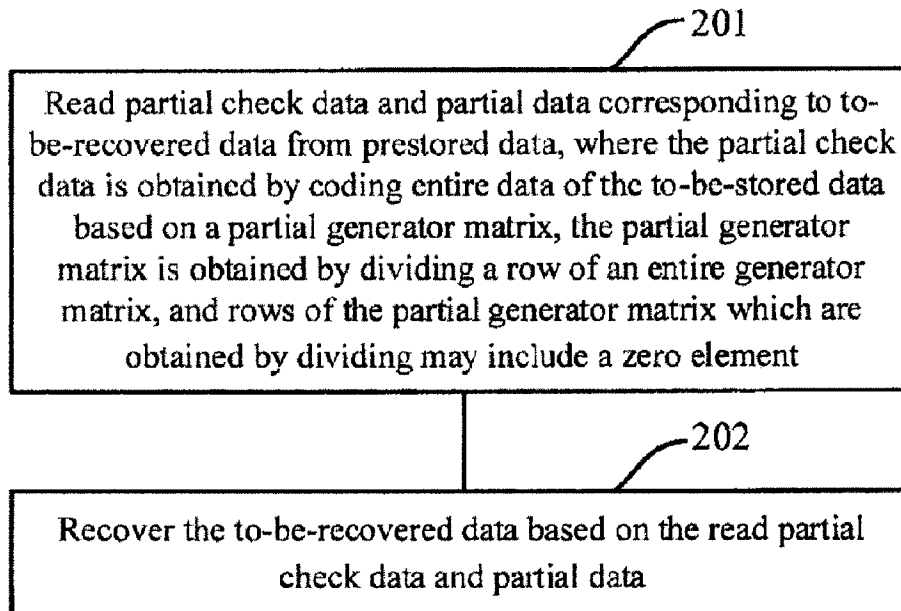 201
Read partial check data and partial data corresponding to to-
be-recovered data from prestored data, where the partial check
data is obtained by coding entire data of the to-be-stored data
based on a partial generator matrix, the partial generator
matrix is obtained by dividing a row of an entire generator
matrix, and rows of the partial generator matrix which are
obtained by dividing may include a zero element
202
Recover the to-be-recovered data based on the read partial
check data and partial data